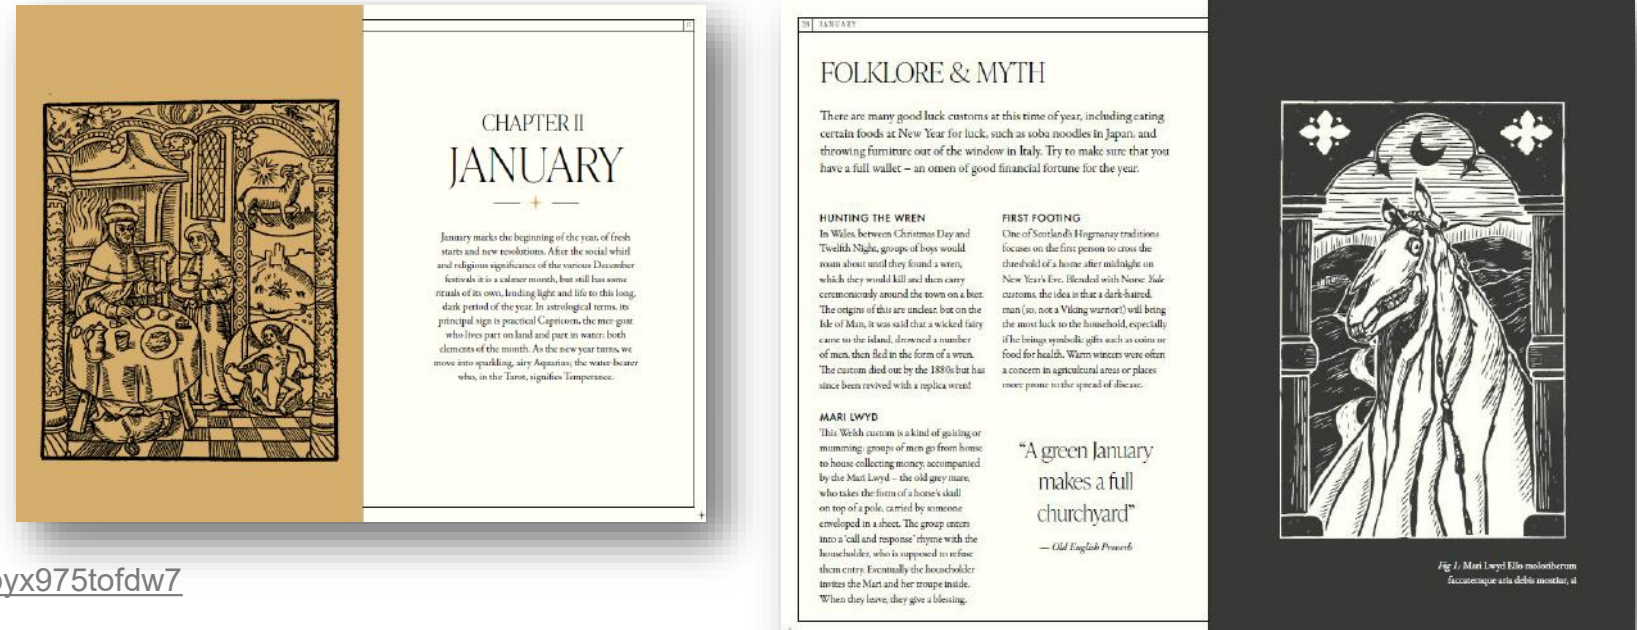 17
CHAPTER II
JANUARY
January marks the beginning of the year, of fresh
starts and new resolutions. After the social whirl
and religious significance of the various December
festivals it is a calmer month, but still has some
rituals of its own, lending light and life to this long,
dark period of the year. In astrological terms, its
principal sign is practical Capricorn, the mer-goat
who lives part on land and part in water: both
elements of the month. As the new year turns, we
move into sparkling, airy Aquarius; the water-bearer
who, in the Tarot, signifies Temperance.
yx975tofdw7
28 JANUARY
FOLKLORE & MYTH
There are many good luck customs at this time of year, including eating
certain foods at New Year for luck, such as soba noodles in Japan, and
throwing furniture out of the window in Italy. Try to make sure that you
have a full wallet – an omen of good financial fortune for the year.
HUNTING THE WREN
In Wales, between Christmas Day and
Twelfth Night, groups of boys would
roam about until they found a wren,
which they would kill and then carry
ceremoniously around the town on a bier.
The origins of this are unclear, but on the
Isle of Man, it was said that a wicked fairy
came to the island, drowned a number
of men, then fled in the form of a wren.
The custom died out by the 1880s but has
since been revived with a replica wren!
MARI LWYD
This Welsh custom is a kind of guising or
mumming: groups of men go from house
to house collecting money, accompanied
by the Mari Lwyd – the old grey mare,
who takes the form of a horse's skull
on top of a pole, carried by someone
enveloped in a sheet. The group enters
into a 'call and response' rhyme with the
householder, who is supposed to refuse
them entry. Eventually the householder
invites the Mari and her troupe inside.
When they leave, they give a blessing.
FIRST FOOTING
One of Scotland's Hogmanay traditions
focuses on the first person to cross the
threshold of a home after midnight on
New Year's Eve. Blended with Norse Yule
customs, the idea is that a dark-haired,
man (so, not a Viking warrior!) will bring
the most luck to the household, especially
if he brings symbolic gifts such as coins or
food for health. Warm winters were often
a concern in agricultural areas or places
more prone to the spread of disease.
“A green January
makes a full
churchyard”
— Old English Proverb
Fig 1: Mari Lwyd Ello moloriberum
faccatemque aria debis mostiur, si